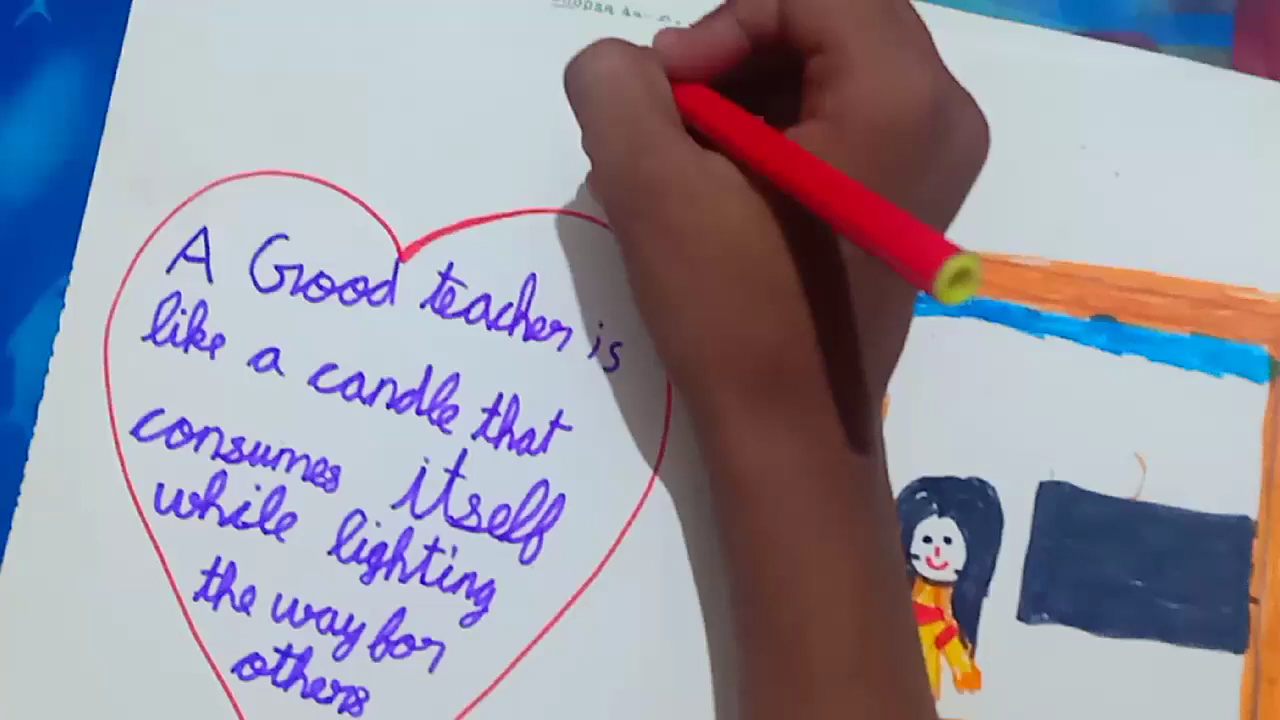 A Good teacher is
like a candle that
consumes itself
while lighting
the way for
others